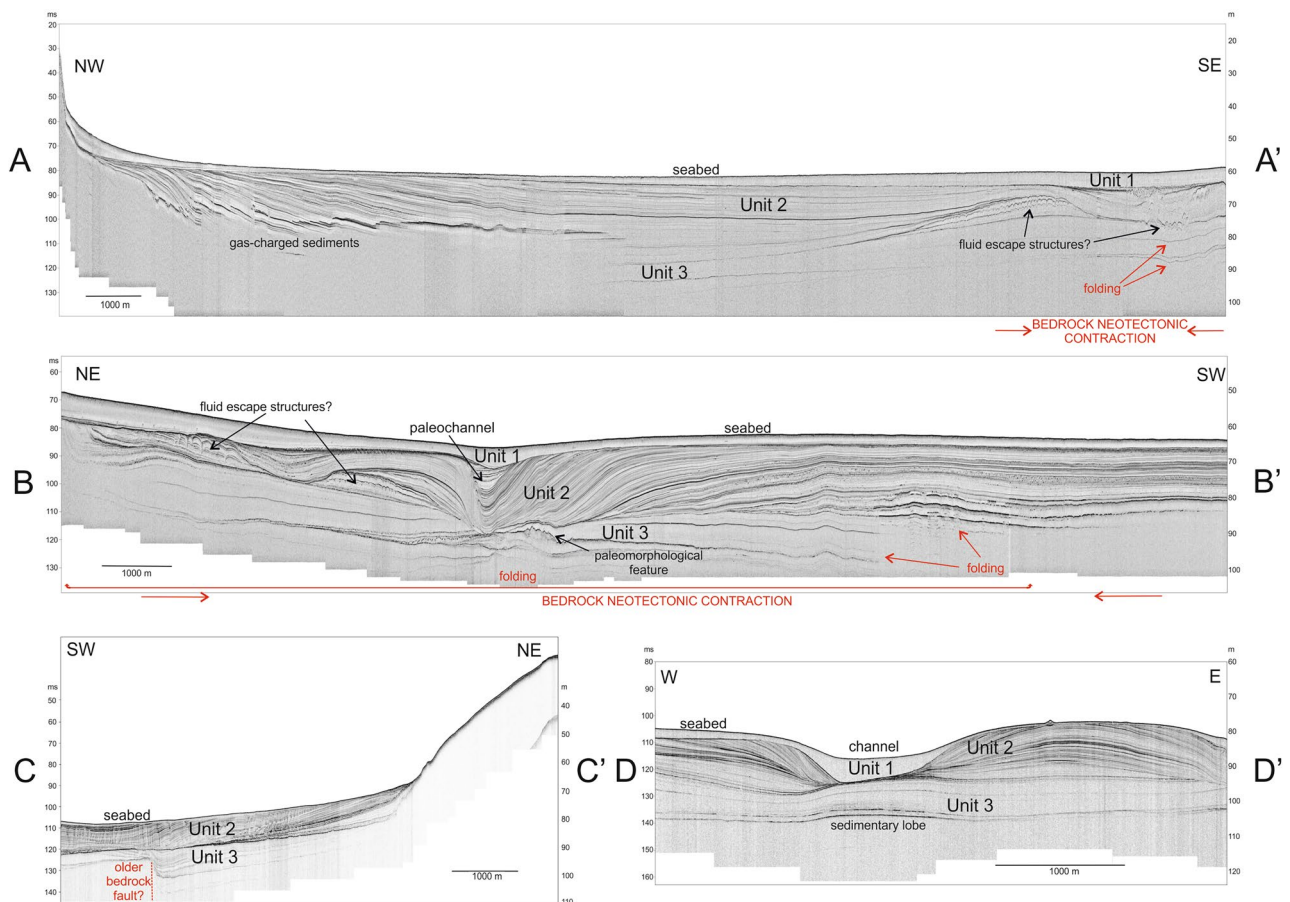 ms
m
20
30
40
50
60
70
80
90
100
110
120
130
20
30
40
50
60
70
80
90
100
NW
SE
A
A'
seabed
Unit 1
Unit 2
Unit 3
gas-charged sediments
fluid escape structures?
folding
1000 m
BEDROCK NEOTECTONIC
CONTRACTION
ms
60
70
80
90
100
110
120
130
50
60
70
80
90
100
NE
SW
B
B'
fluid escape structures?
paleochannel
seabed
Unit 1
Unit 2
Unit 3
paleomorphological
feature
folding
folding
1000 m
BEDROCK NEOTECTONIC CONTRACTION
SW
NE
ms
m
50
60
70
80
90
100
110
120
130
140
40
50
60
70
80
90
100
110
C
C'
seabed
Unit 2
Unit 3
older
bedrock
fault?
1000 m
ms
m
80
90
100
110
120
130
140
150
160
60
70
80
90
100
110
120
W
E
D
D'
seabed
channel
Unit 1
Unit 2
Unit 3
sedimentary lobe
1000 m